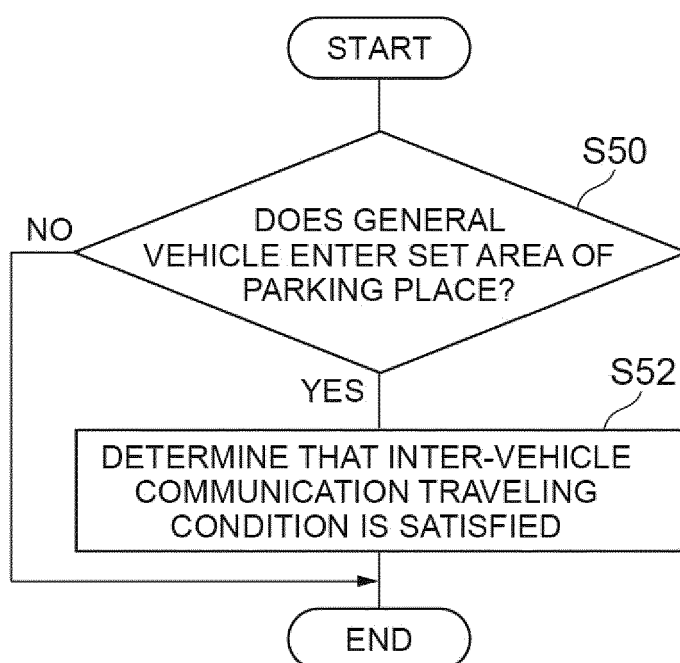 START
S50
DOES GENERAL
VEHICLE ENTER SET AREA OF
PARKING PLACE?
NO
YES
S52
DETERMINE THAT INTER-VEHICLE
COMMUNICATION TRAVELING
CONDITION IS SATISFIED
END